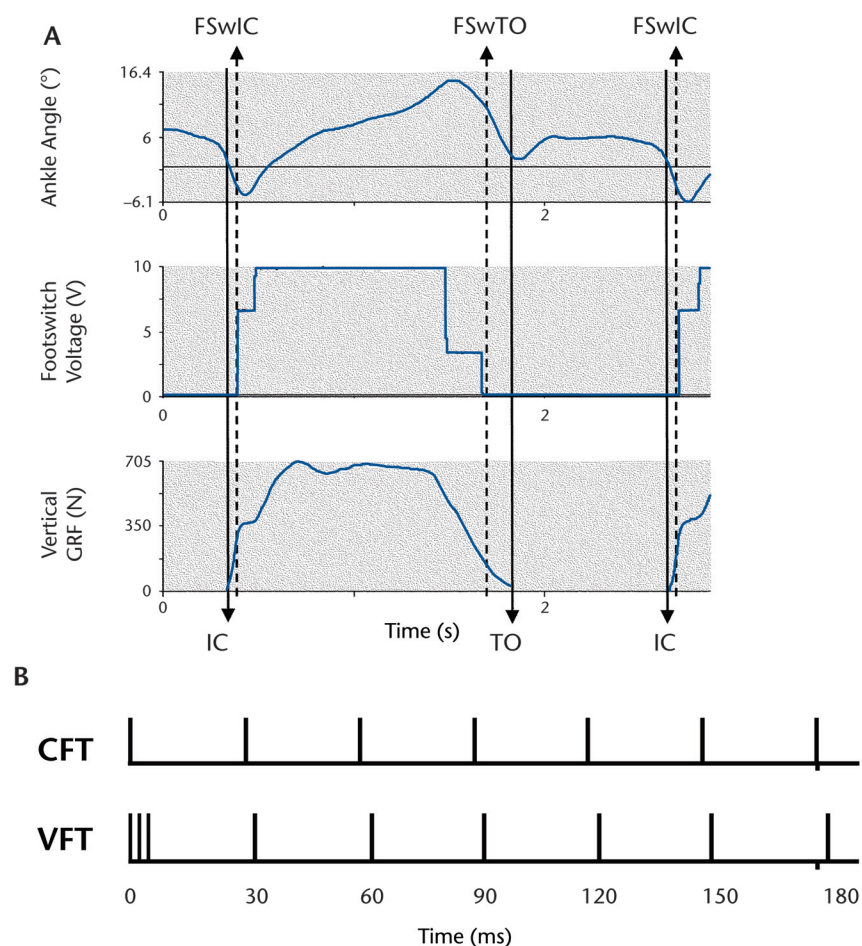 A
FSwIC
FSwTO
FSwIC
Ankle Angle (°)
16.4
6
–6.1
0
2
Footswitch
Voltage (V)
10
5
0
0
2
Vertical
GRF (N)
705
350
0
0
2
Time (s)
IC
TO
IC
B
CFT
VFT
0 30 60 90 120 150 180
Time (ms)